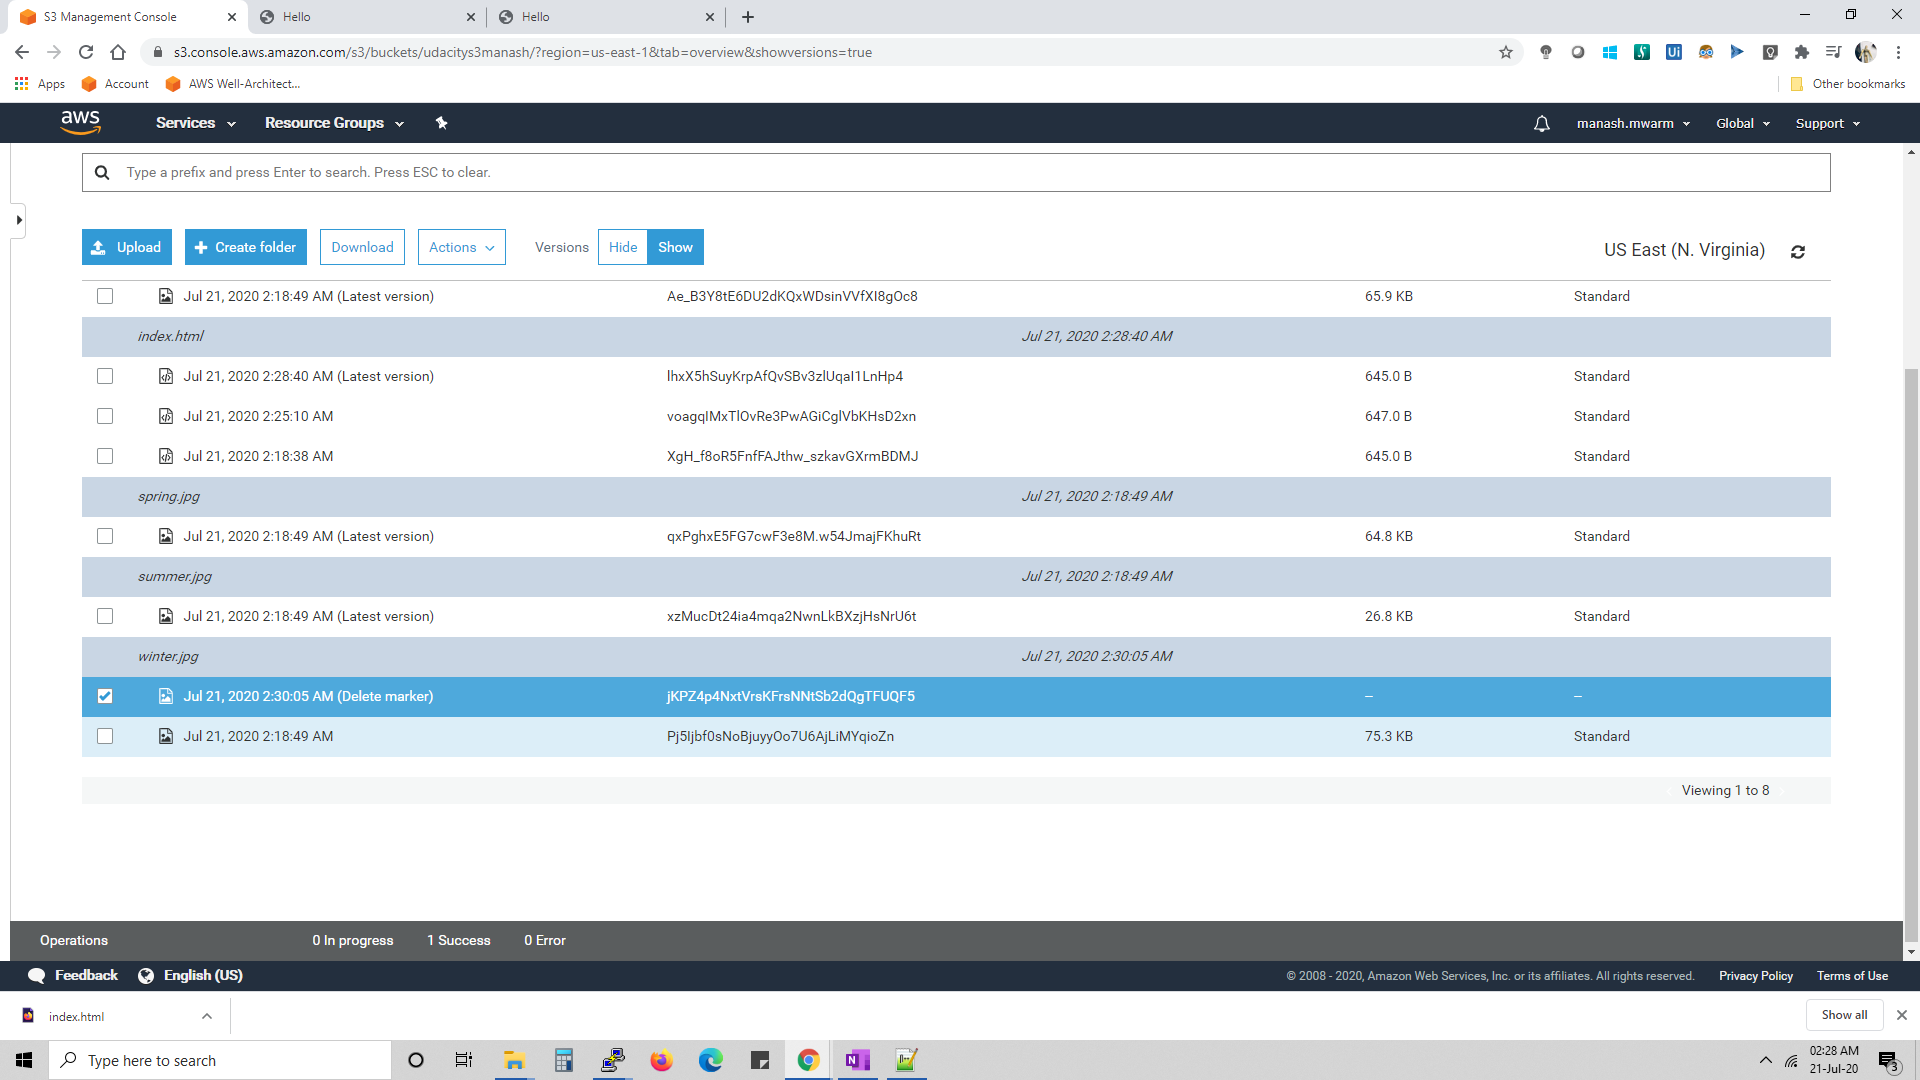 S3 Management Console
Hello
Hello
s3.console.aws.amazon.com/s3/buckets/udacitys3manash/?region=us-east-1&tab=overview&showversions=true
Apps
Account
AWS Well-Architect...
Other bookmarks
aws
Services
Resource Groups
manash.mwarm
Global
Support
Type a prefix and press Enter to search. Press ESC to clear.
Upload
Create folder
Download
Actions
Versions
Hide
Show
US East (N. Virginia)
Jul 21, 2020 2:18:49 AM (Latest version) Ae_B3Y8tE6DU2dKQxWDsinVVfXI8gOc8 65.9 KB Standard
index.html Jul 21, 2020 2:28:40 AM
Jul 21, 2020 2:28:40 AM (Latest version) lhxX5hSuyKrpAfQvSBv3zlUqaI1LnHp4 645.0 B Standard
Jul 21, 2020 2:25:10 AM voagqIMxTlOvRe3PwAGiCglVbKHsD2xn 647.0 B Standard
Jul 21, 2020 2:18:38 AM XgH_f8oR5FnfFAJthw_szkavGXrmBDMJ 645.0 B Standard
spring.jpg Jul 21, 2020 2:18:49 AM
Jul 21, 2020 2:18:49 AM (Latest version) qxPghxE5FG7cwF3e8M.w54JmajFKhuRt 64.8 KB Standard
summer.jpg Jul 21, 2020 2:18:49 AM
Jul 21, 2020 2:18:49 AM (Latest version) xzMucDt24ia4mqa2NwnLkBXzjHsNrU6t 26.8 KB Standard
winter.jpg Jul 21, 2020 2:30:05 AM
Jul 21, 2020 2:30:05 AM (Delete marker) jKPZ4p4NxtVrsKFrsNNtSb2dQgTFUQF5 – –
Jul 21, 2020 2:18:49 AM Pj5Ijbf0sNoBjuyyOo7U6AjLiMYqioZn 75.3 KB Standard
Viewing 1 to 8
Operations
0 In progress
1 Success
0 Error
Feedback
English (US)
© 2008 - 2020, Amazon Web Services, Inc. or its affiliates. All rights reserved.
Privacy Policy
Terms of Use
index.html
Show all
Type here to search
02:28 AM
21-Jul-20
3